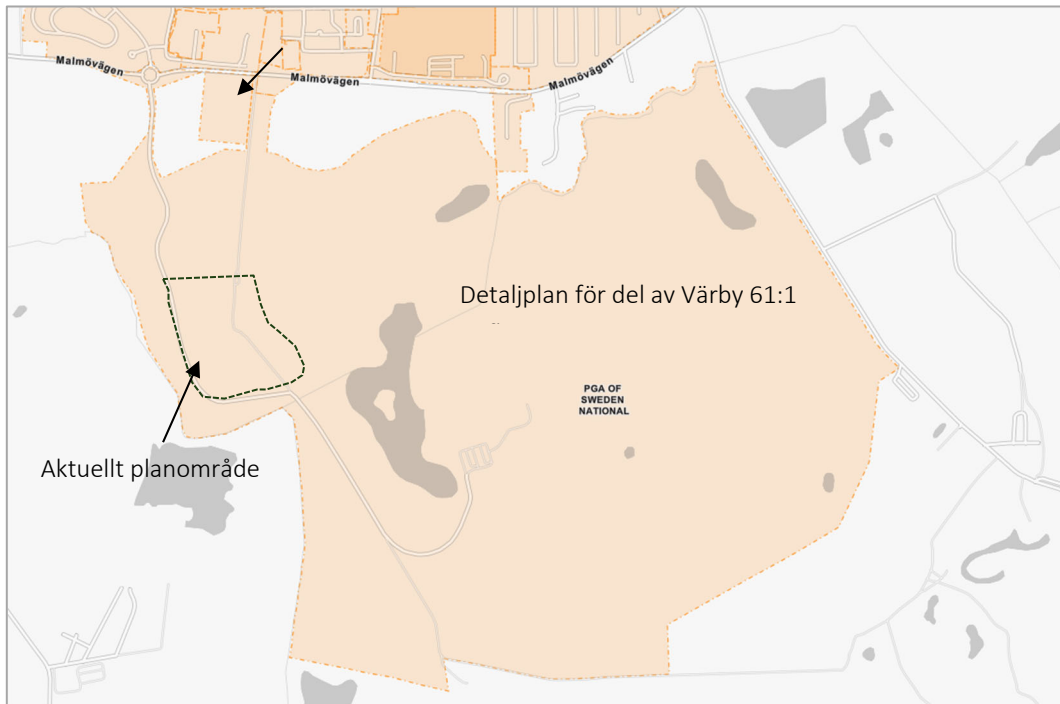 Malmövägen
Malmövägen
Malmövägen
Detaljplan för del av Värby 61:1
PGA OF
SWEDEN
NATIONAL
Aktuellt planområde